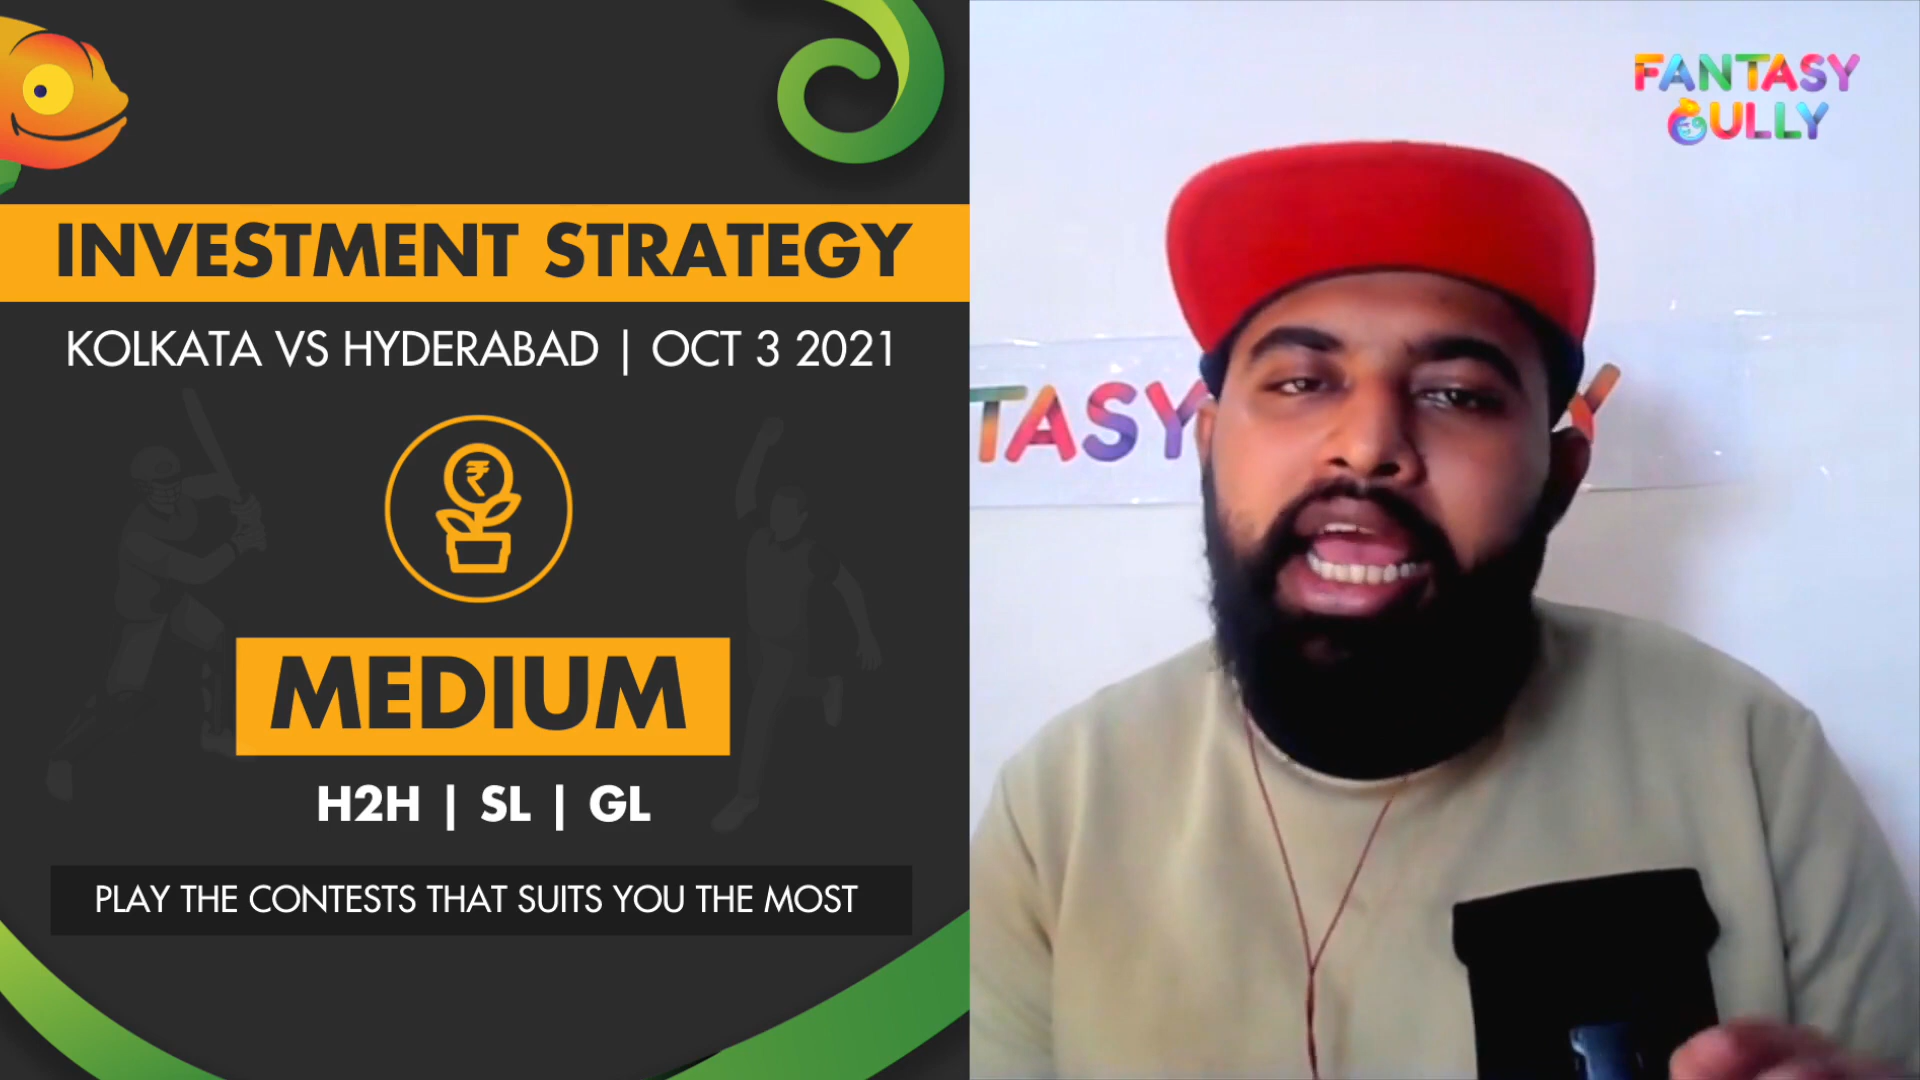 INVESTMENT STRATEGY
KOLKATA VS HYDERABAD | OCT 3 2021
₹
MEDIUM
H2H | SL | GL
PLAY THE CONTESTS THAT SUITS YOU THE MOST
FANTASY
GULLY
TASY